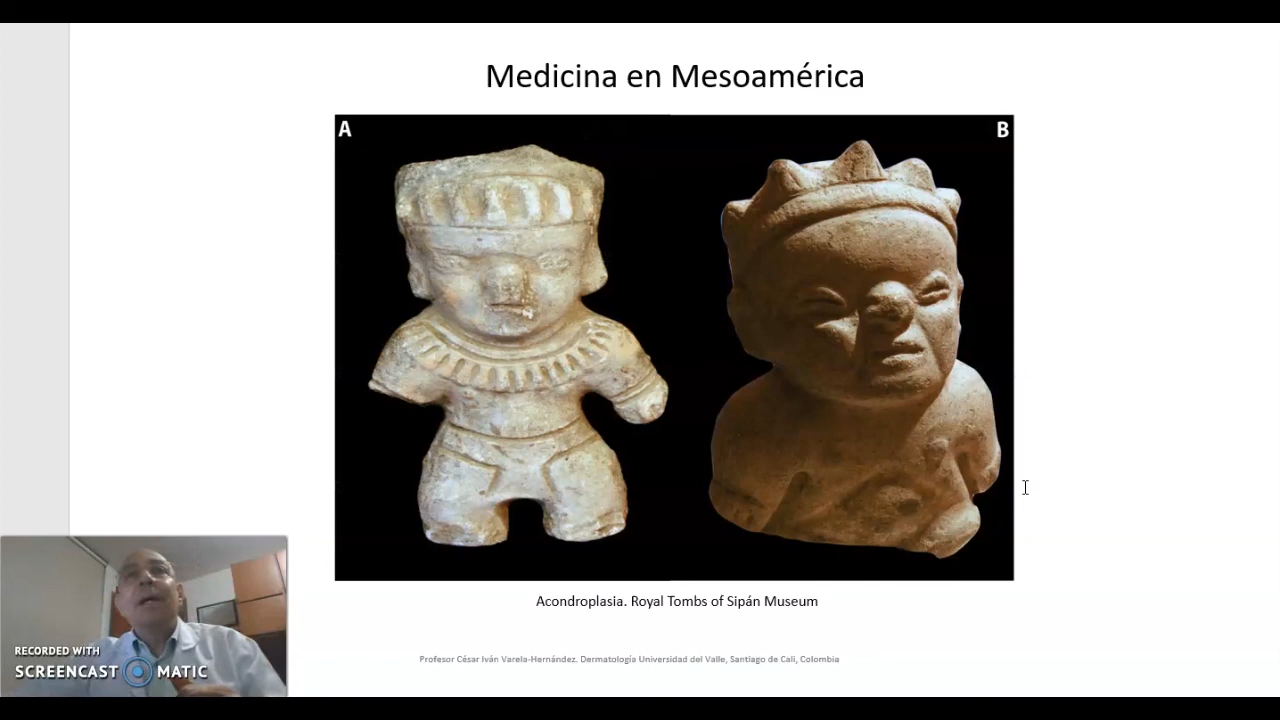 Medicina en Mesoamérica
A
B
Acondroplasia. Royal Tombs of Sipán Museum
Profesor César Iván Varela-Hernández. Dermatología Universidad del Valle, Santiago de Cali, Colombia
RECORDED WITH
SCREENCAST MATIC